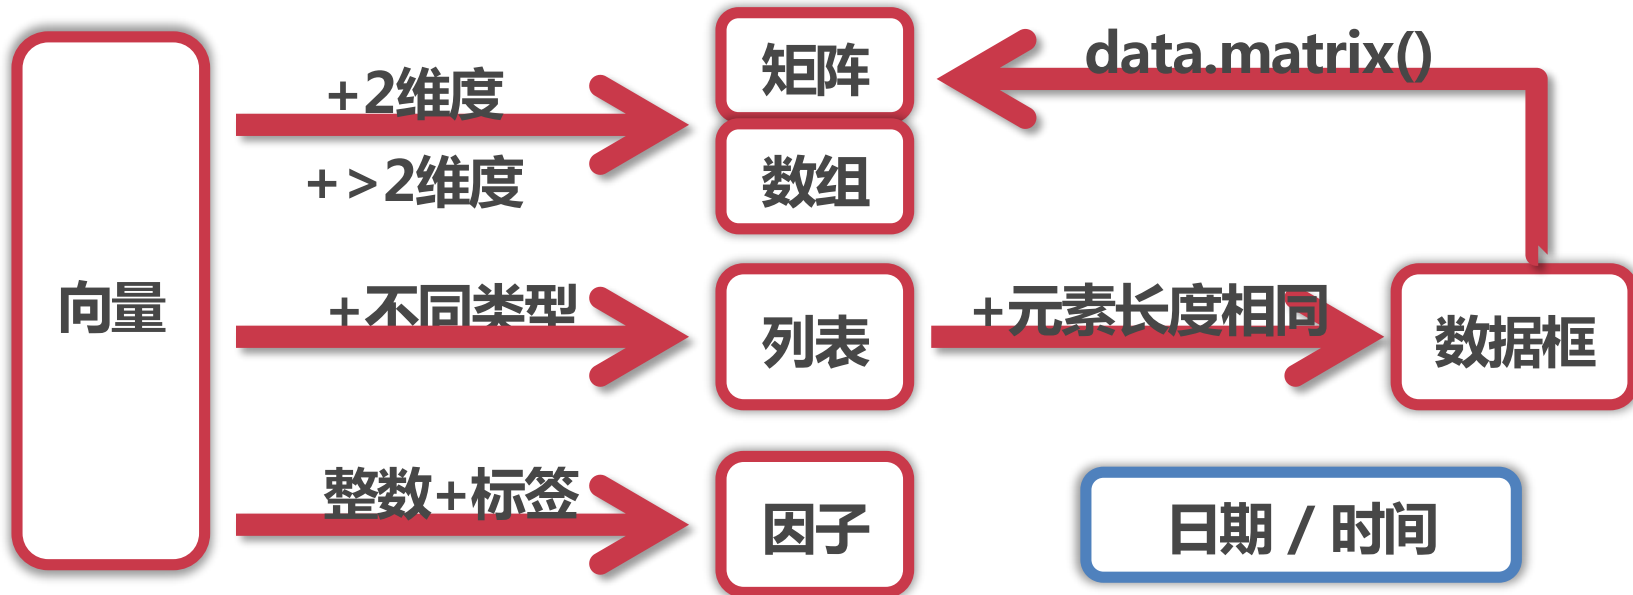 向量
+2维度
+>2维度
+不同类型
整数+标签
矩阵
数组
列表
因子
data.matrix()
+元素长度相同
数据框
日期 / 时间